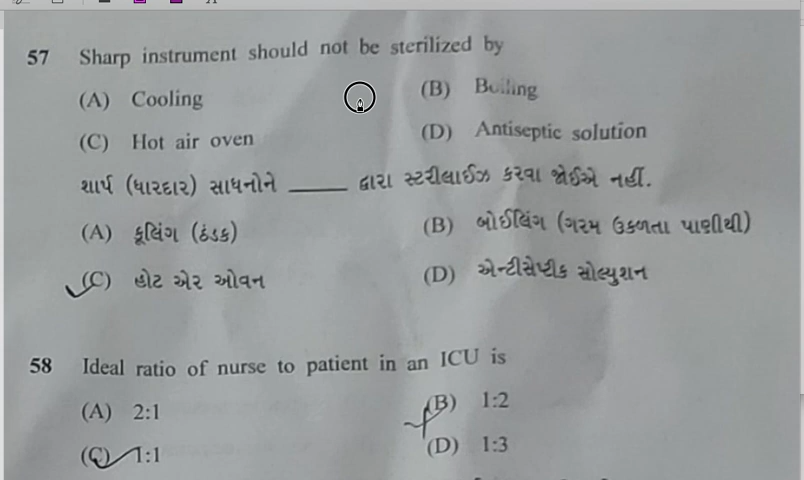 57 Sharp instrument should not be sterilized by
(A) Cooling (B) Boiling
(C) Hot air oven (D) Antiseptic solution
શાર્પ (ધારદાર) સાધનોને ______ દ્વારા સ્ટરીલાઈઝ કરવા જોઈએ નહીં.
(A) કૂલિંગ (ઠંડક) (B) બોઈલિંગ (ગરમ ઉકળતા પાણીથી)
(C) હોટ એર ઓવન (D) એન્ટીસેપ્ટીક સોલ્યુશન
58 Ideal ratio of nurse to patient in an ICU is
(A) 2:1 (B) 1:2
(C) 1:1 (D) 1:3